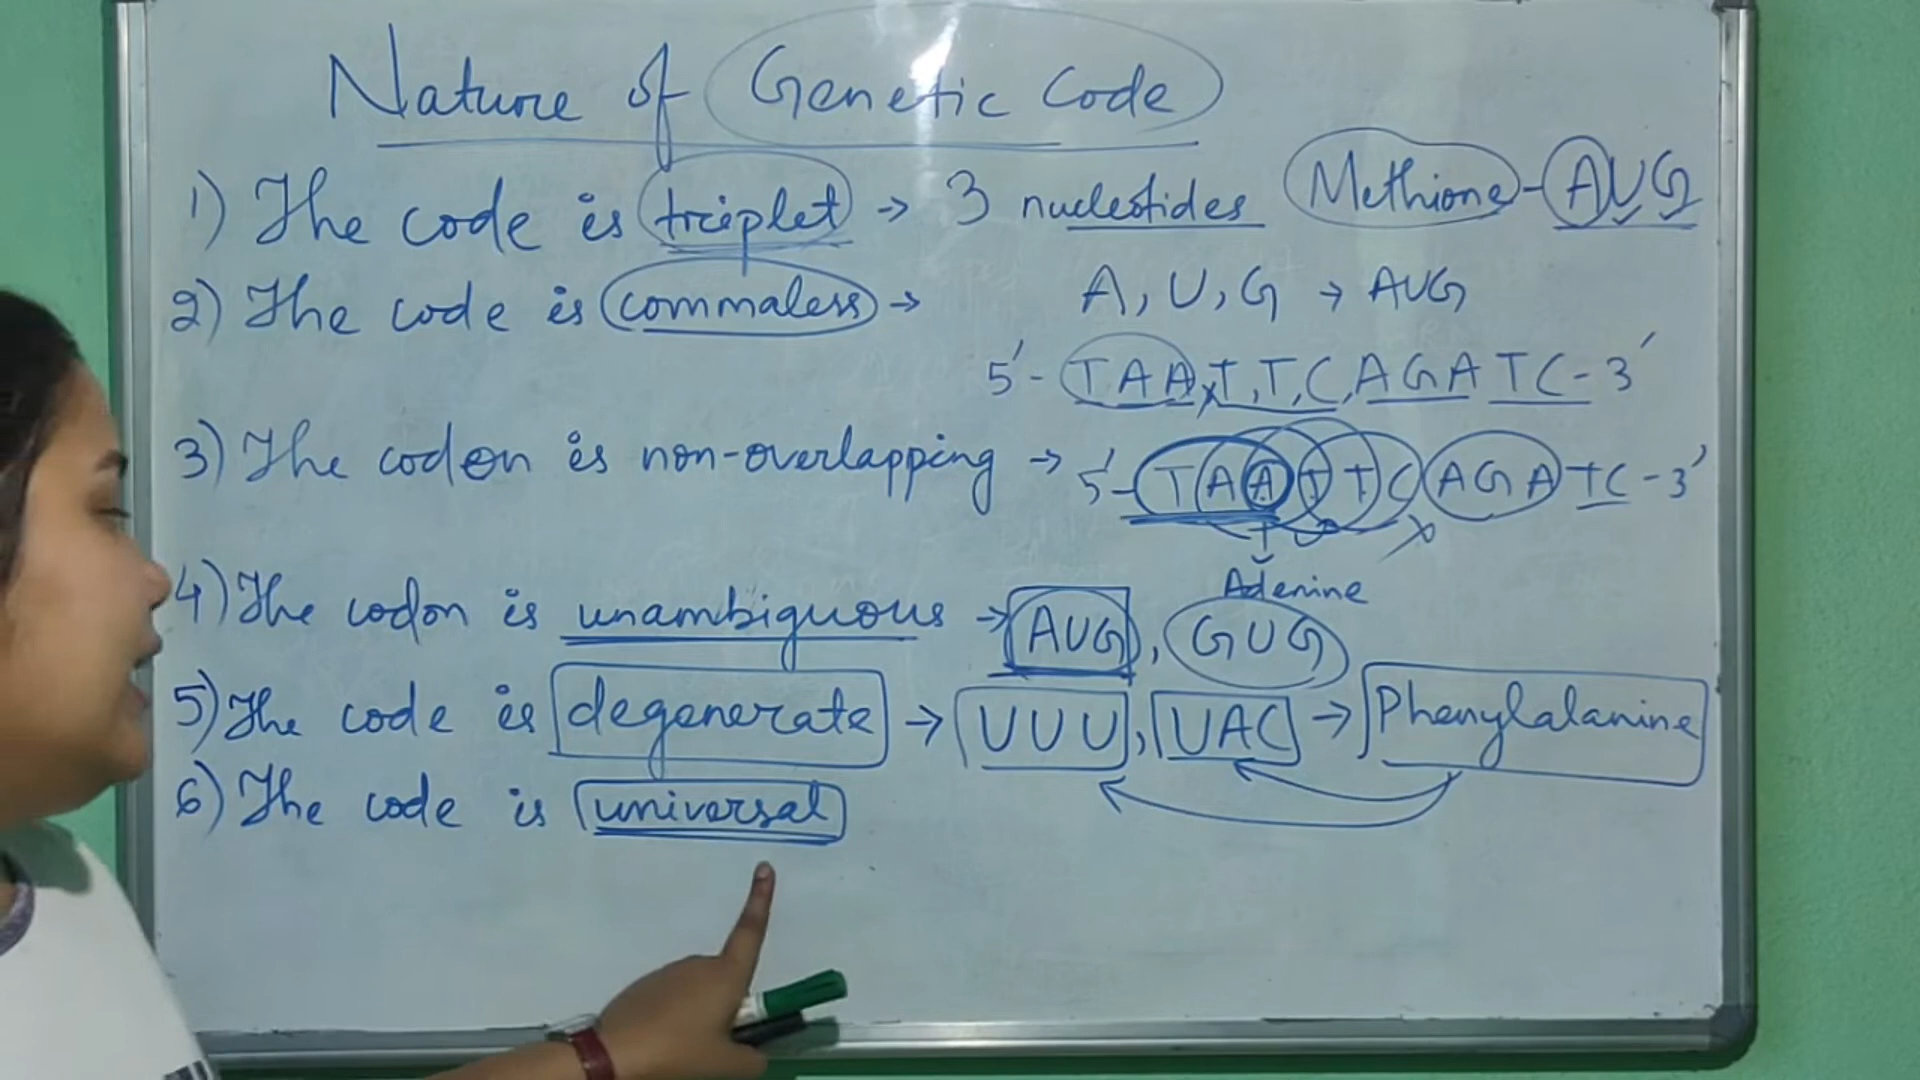 Nature of Genetic Code
1) The code is triplet → 3 nucleotides Methione - AUG
2) The code is commaless → A, U, G → AUG
5' - TAA, T, T, C, AGATC - 3'
3) The codon is non-overlapping → 5' - TAATTCAGATC - 3'
Adenine
4) The codon is unambiguous → AUG, GUG
5) The code is degenerate → UUU, UAC → Phenylalanine
6) The code is universal